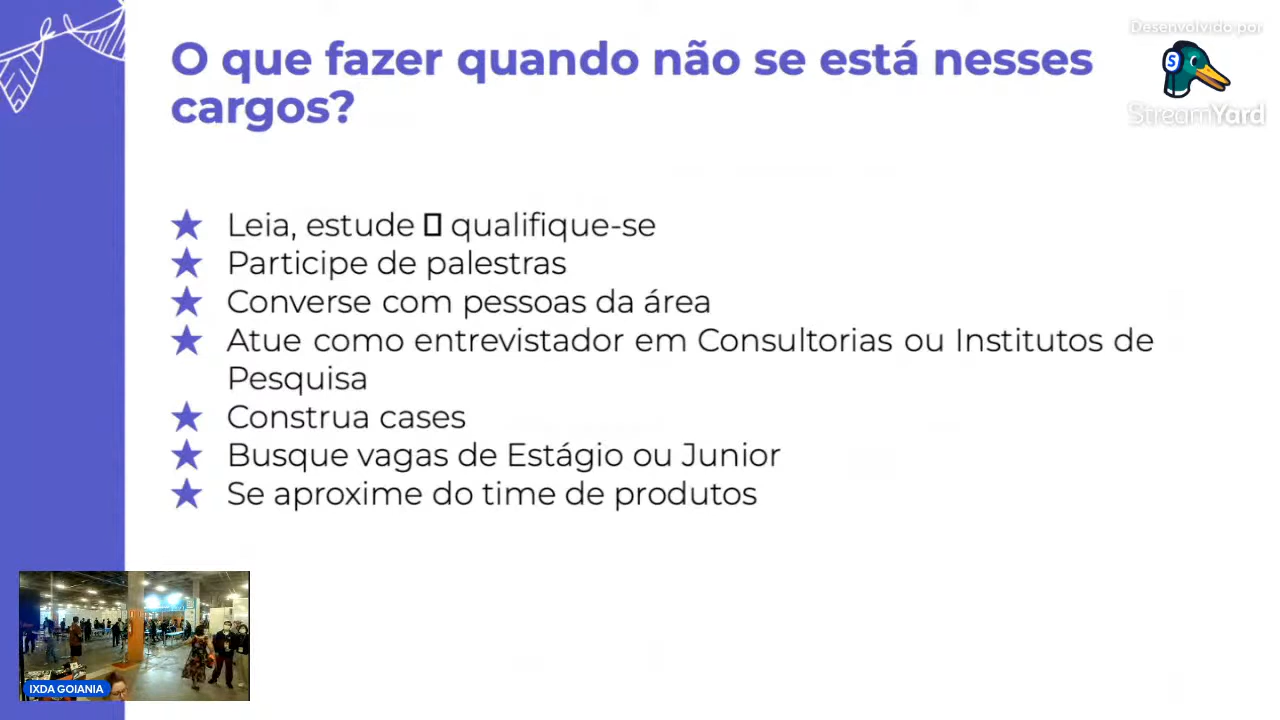 O que fazer quando não se está nesses
cargos?
Desenvolvido por
StreamYard
Leia, estude ▯ qualifique-se
Participe de palestras
Converse com pessoas da área
Atue como entrevistador em Consultorias ou Institutos de
Pesquisa
Construa cases
Busque vagas de Estágio ou Junior
Se aproxime do time de produtos
IXDA GOIANIA